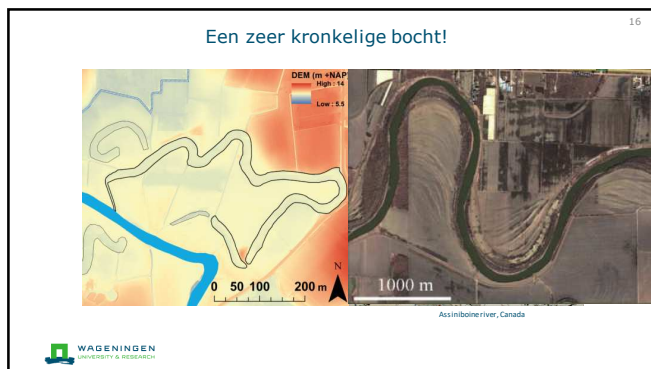 16
Een zeer kronkelige bocht!
DEM (m +NAP
High : 14
Low : 5.5
N
0 50 100 200 m
1000 m
Assiniboine river, Canada
WAGENINGEN
UNIVERSITY & RESEARCH